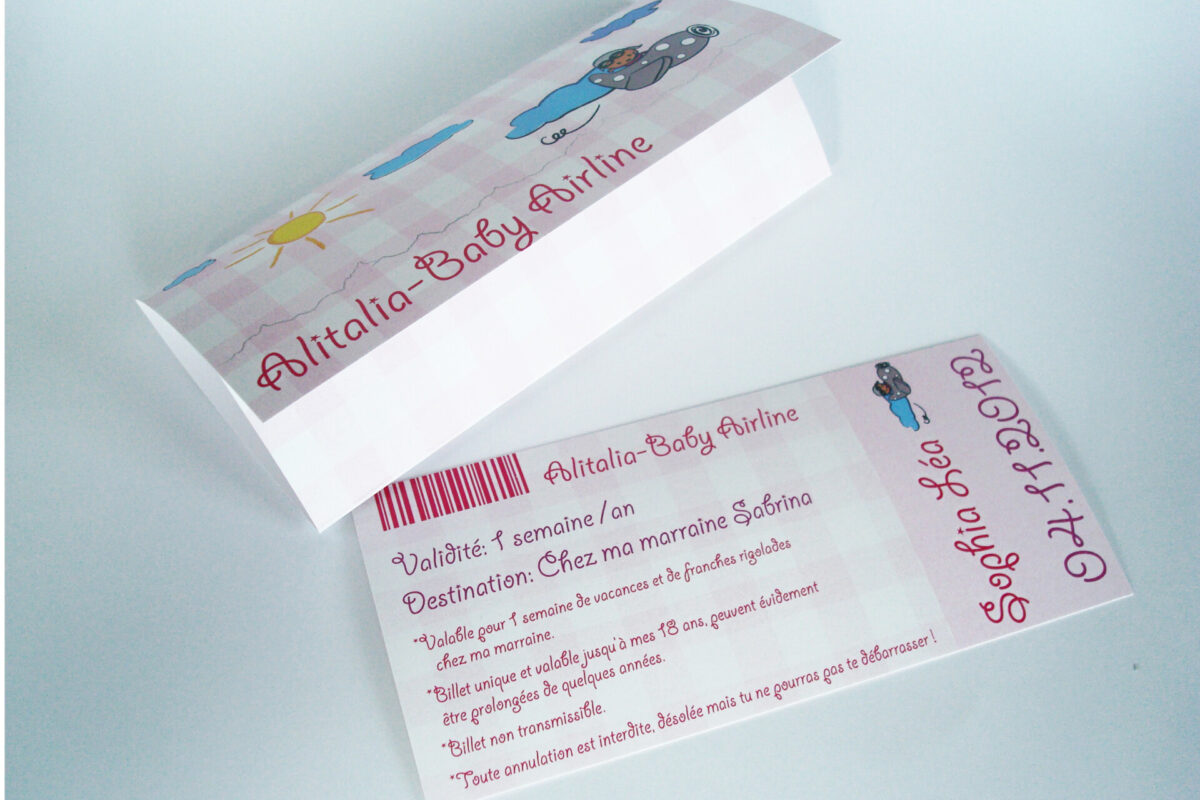 Alitalia-Baby Airline
Alitalia-Baby Airline
Validité: 1 semaine / an
Destination: Chez ma marraine Sabrina
*Valable pour 1 semaine de vacances et de franches rigolades
chez ma marraine.
*Billet unique et valable jusqu'à mes 18 ans, peuvent évidement
être prolongées de quelques années.
*Billet non transmissible.
*Toute annulation est interdite, désolée mais tu ne pourras pas te débarrasser !
Sophia Léa
04.11.2012